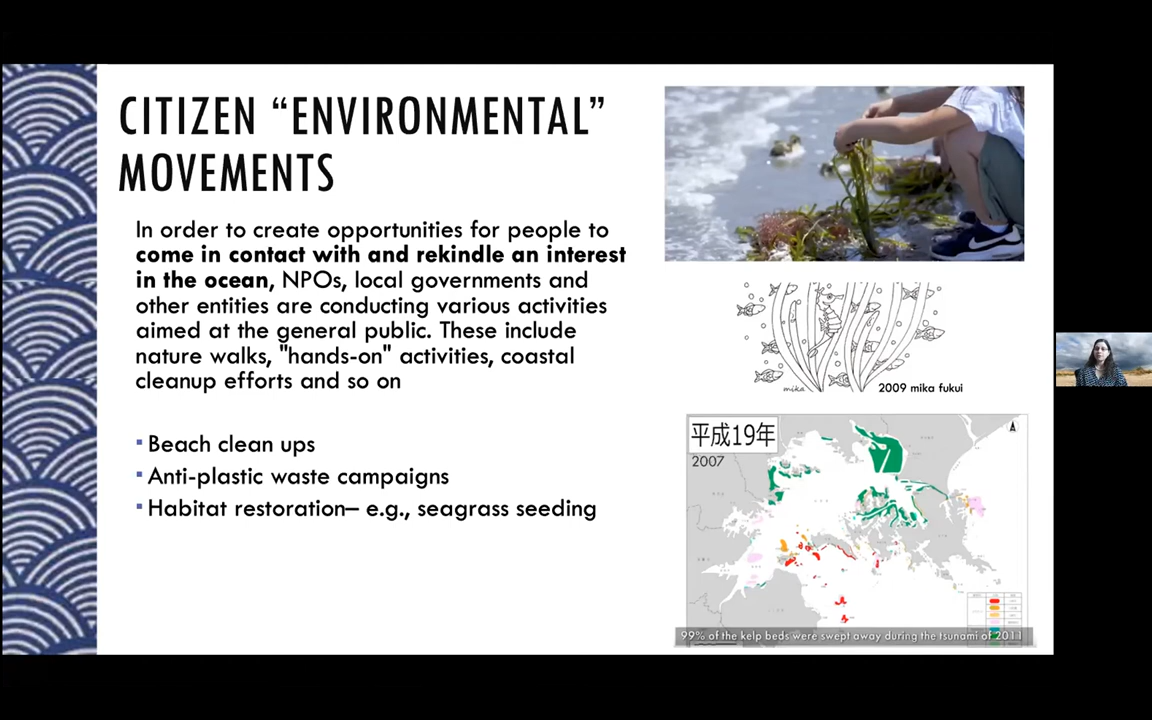 CITIZEN “ENVIRONMENTAL”
MOVEMENTS
In order to create opportunities for people to
come in contact with and rekindle an interest
in the ocean, NPOs, local governments and
other entities are conducting various activities
aimed at the general public. These include
nature walks, "hands-on" activities, coastal
cleanup efforts and so on
▪ Beach clean ups
▪ Anti-plastic waste campaigns
▪ Habitat restoration– e.g., seagrass seeding
mika
2009 mika fukui
平成19年
2007
99% of the kelp beds were swept away during the tsunami of 2011